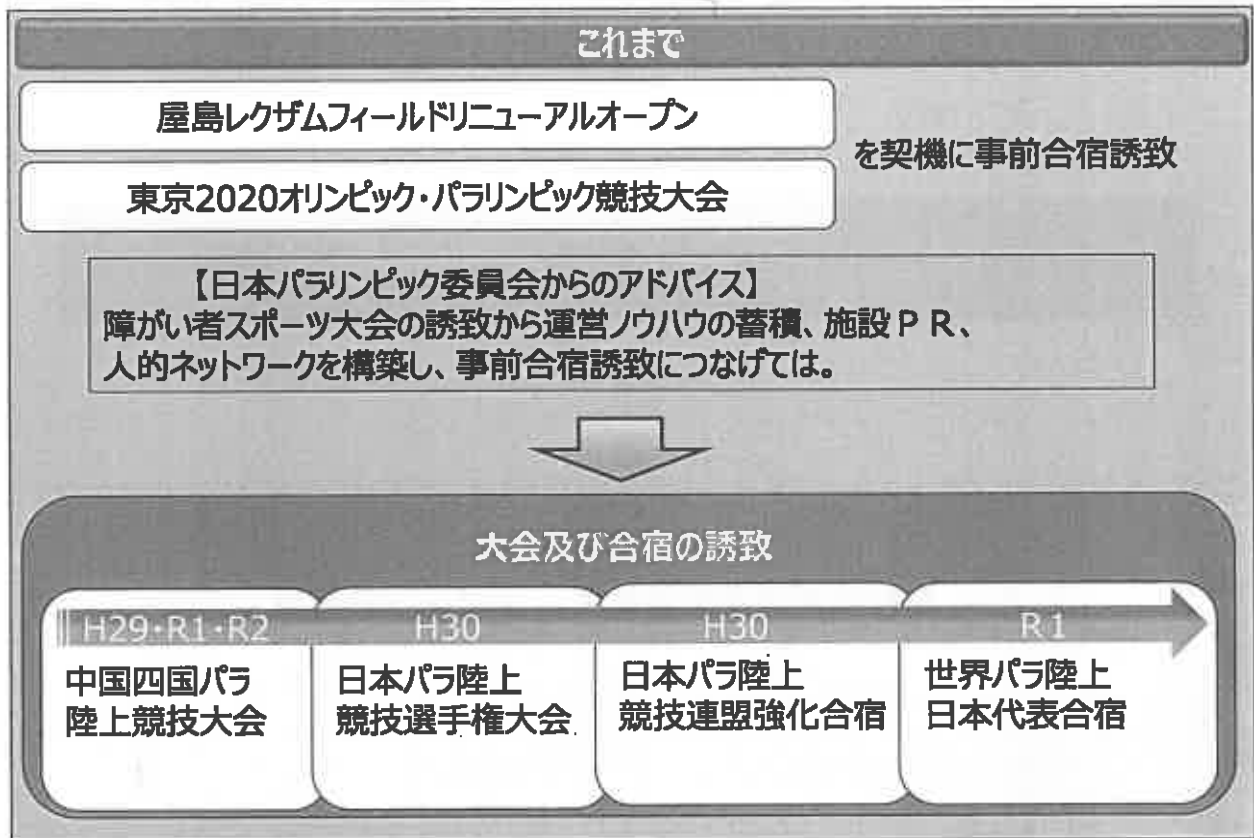 これまで
屋島レクザムフィールドリニューアルオープン
を契機に事前合宿誘致
東京2020オリンピック・パラリンピック競技大会
【日本パラリンピック委員会からのアドバイス】
障がい者スポーツ大会の誘致から運営ノウハウの蓄積、施設ＰＲ、
人的ネットワークを構築し、事前合宿誘致につなげては。
大会及び合宿の誘致
H29・R1・R2
中国四国パラ
陸上競技大会
H30
日本パラ陸上
競技選手権大会
H30
日本パラ陸上
競技連盟強化合宿
R1
世界パラ陸上
日本代表合宿